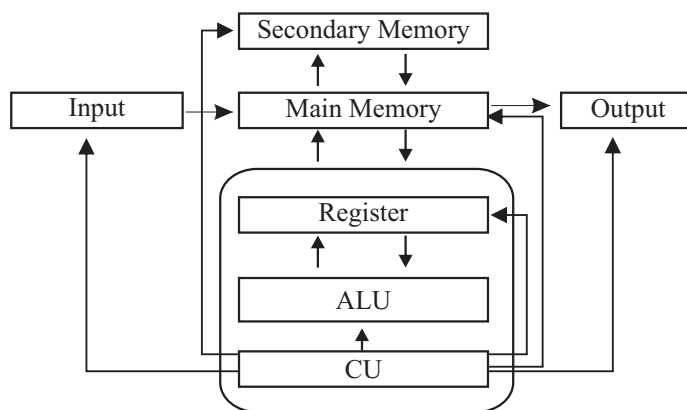 Secondary Memory
Input
Main Memory
Output
Register
ALU
CU